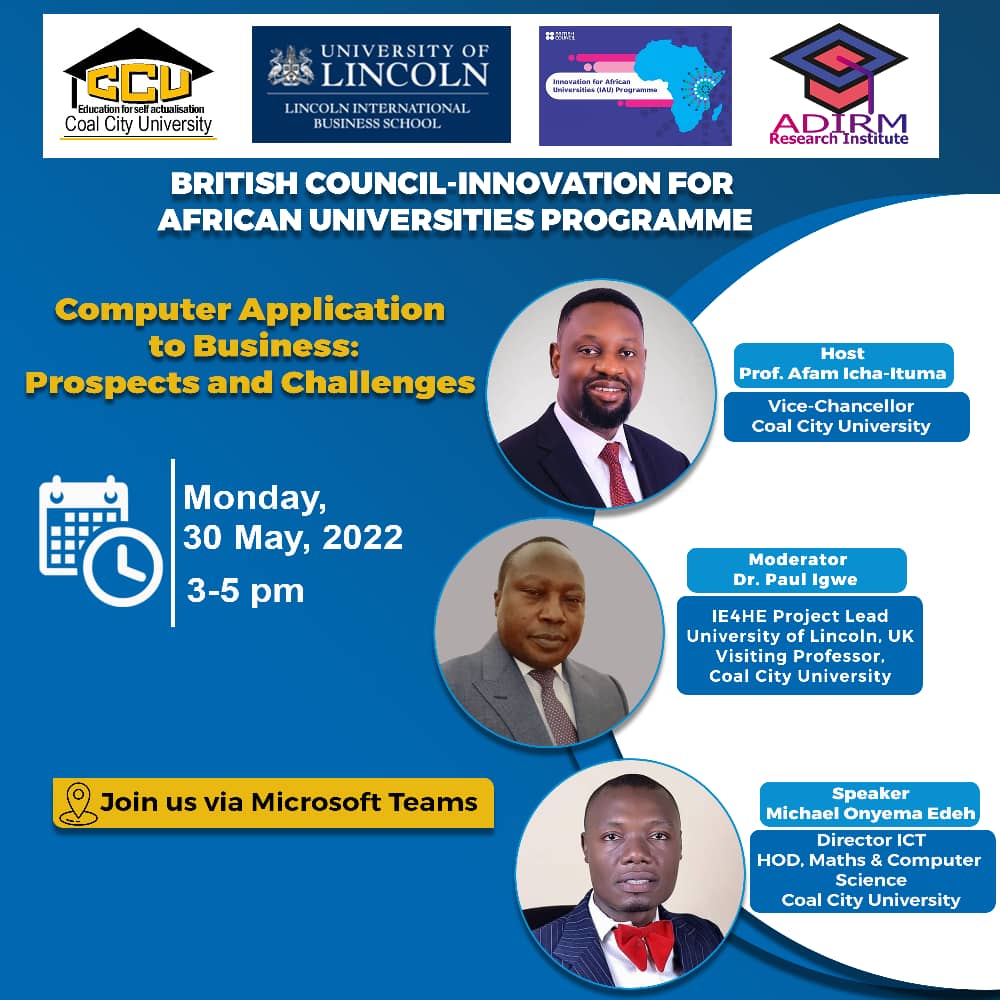 CCU
Education for self actualisation
Coal City University
UNIVERSITY OF
LINCOLN
LINCOLN INTERNATIONAL
BUSINESS SCHOOL
BRITISH
COUNCIL
Innovation for African
Universities (IAU) Programme
ADIRM
Research Institute
BRITISH COUNCIL-INNOVATION FOR
AFRICAN UNIVERSITIES PROGRAMME
Computer Application
to Business:
Prospects and Challenges
Monday,
30 May, 2022
3-5 pm
Join us via Microsoft Teams
Host
Prof. Afam Icha-Ituma
Vice-Chancellor
Coal City University
Moderator
Dr. Paul Igwe
IE4HE Project Lead
University of Lincoln, UK
Visiting Professor,
Coal City University
Speaker
Michael Onyema Edeh
Director ICT
HOD, Maths & Computer
Science
Coal City University